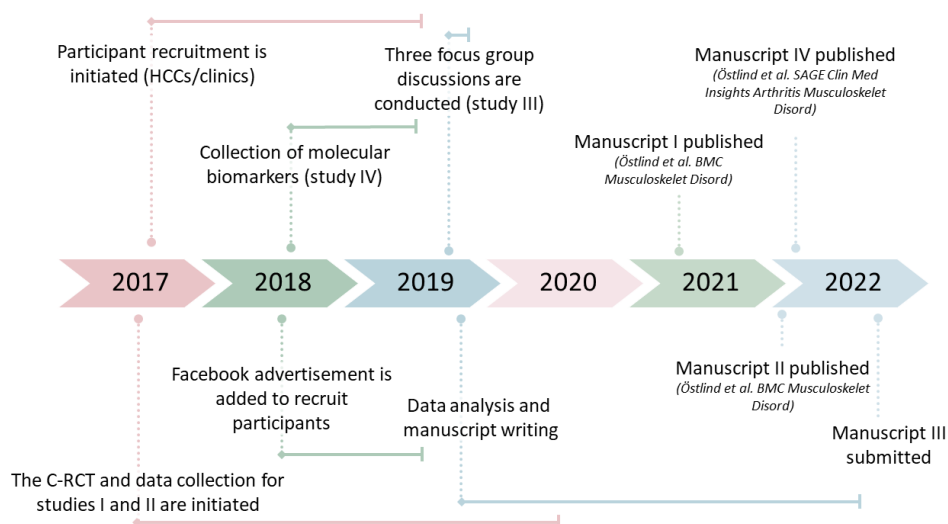 Participant recruitment is
initiated (HCCs/clinics)
Three focus group
discussions are
conducted (study III)
Manuscript IV published
(Östlind et al. SAGE Clin Med
Insights Arthritis Musculoskelet
Disord)
Collection of molecular
biomarkers (study IV)
Manuscript I published
(Östlind et al. BMC
Musculoskelet Disord)
2017
2018
2019
2020
2021
2022
Facebook advertisement is
added to recruit
participants
Data analysis and
manuscript writing
Manuscript II published
(Östlind et al. BMC Musculoskelet
Disord)
Manuscript III
submitted
The C-RCT and data collection for
studies I and II are initiated